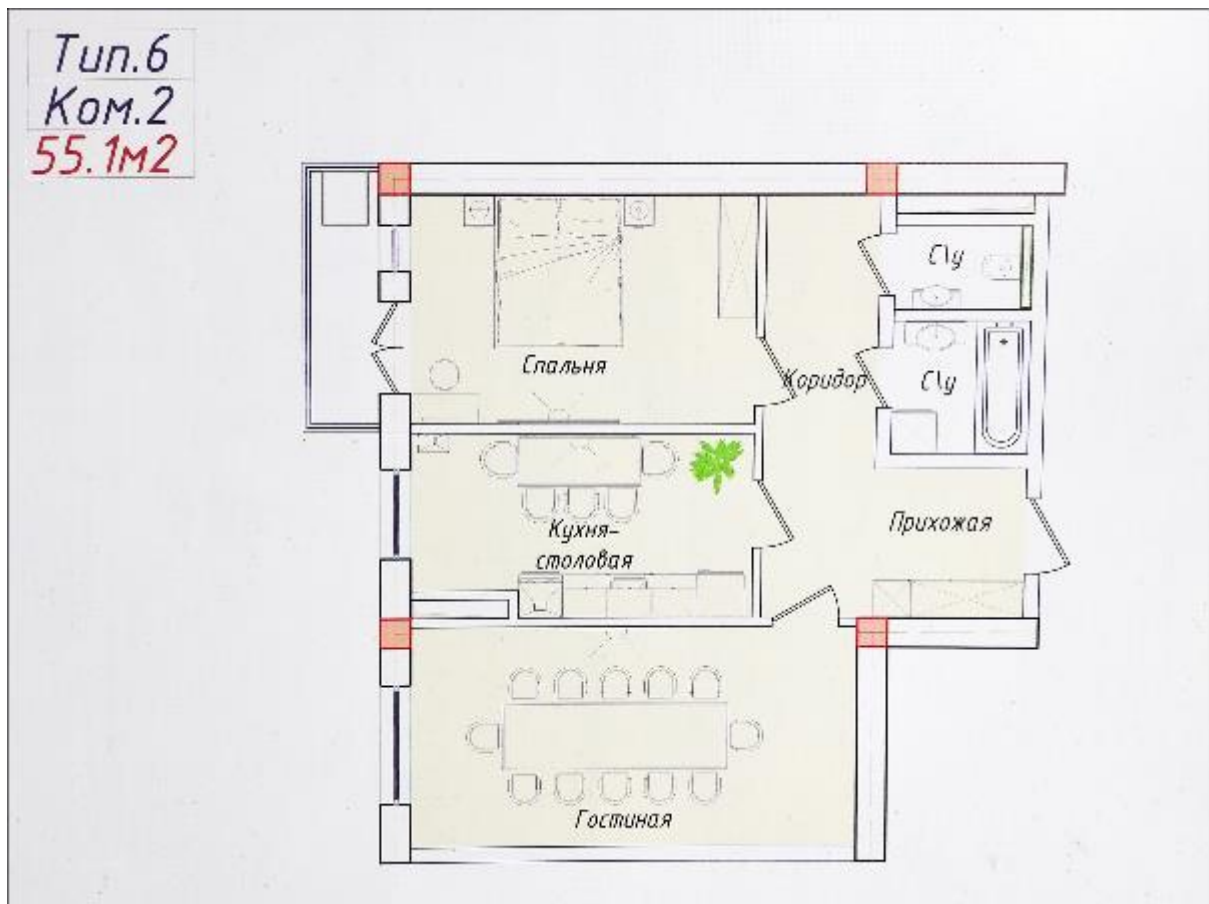 Тип.6
Ком.2
55.1м2
С\у
Спальня
Коридор
С\у
Кухня-
столовая
Прихожая
Гостиная